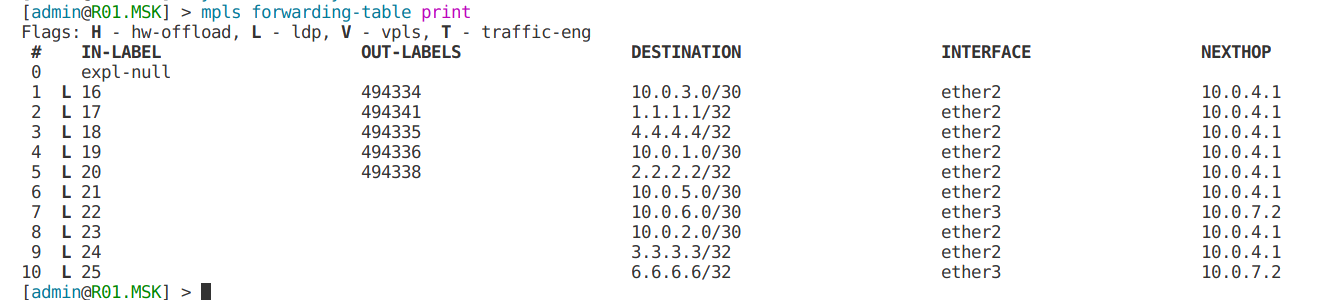 [admin@R01.MSK] > mpls forwarding-table print
Flags: H - hw-offload, L - ldp, V - vpls, T - traffic-eng
# IN-LABEL OUT-LABELS DESTINATION INTERFACE NEXTHOP
0 expl-null
1 L 16 494334 10.0.3.0/30 ether2 10.0.4.1
2 L 17 494341 1.1.1.1/32 ether2 10.0.4.1
3 L 18 494335 4.4.4.4/32 ether2 10.0.4.1
4 L 19 494336 10.0.1.0/30 ether2 10.0.4.1
5 L 20 494338 2.2.2.2/32 ether2 10.0.4.1
6 L 21 10.0.5.0/30 ether2 10.0.4.1
7 L 22 10.0.6.0/30 ether3 10.0.7.2
8 L 23 10.0.2.0/30 ether2 10.0.4.1
9 L 24 3.3.3.3/32 ether2 10.0.4.1
10 L 25 6.6.6.6/32 ether3 10.0.7.2
[admin@R01.MSK] >